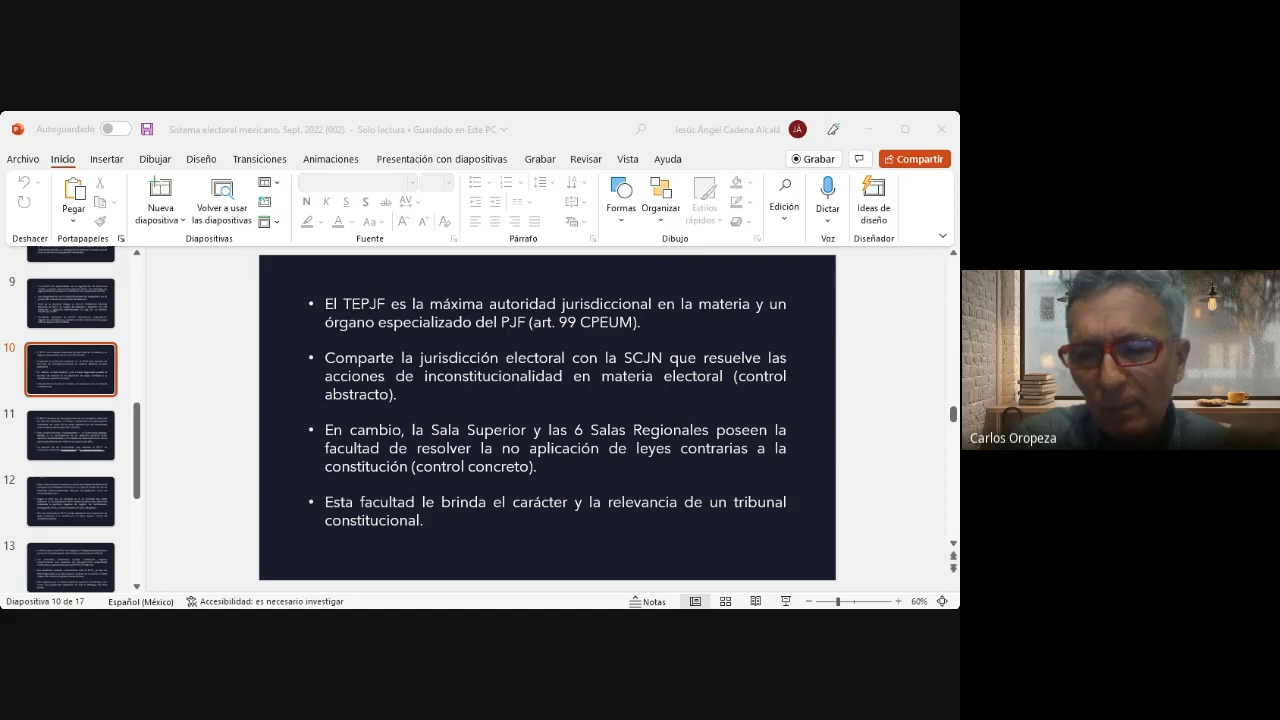 Autoguardado
Sistema electoral mexicano. Sept. 2022 (002) - Solo lectura • Guardado en Este PC
Jesús Ángel Cadena Alcalá
JÁ
Archivo Inicio Insertar Dibujar Diseño Transiciones Animaciones Presentación con diapositivas Grabar Revisar Vista Ayuda
Grabar
Compartir
Pegar
Nueva diapositiva
Volver a usar las diapositivas
N K S S ab AV
Aa
Formas
Organizar
Estilos rápidos
Edición
Dictar
Ideas de diseño
Deshacer Portapapeles Diapositivas Fuente Párrafo Dibujo Voz Diseñador
9
10
11
12
13
• El TEPJF es la máxima autoridad jurisdiccional en la materia y un
órgano especializado del PJF (art. 99 CPEUM).
• Comparte la jurisdicción electoral con la SCJN que resuelve las
acciones de inconstitucionalidad en materia electoral (control
abstracto).
• En cambio, la Sala Superior y las 5 Salas Regionales poseen la
facultad de resolver la no aplicación de leyes contrarias a la
constitución (control concreto).
• Esta facultad le brinda el carácter y la relevancia de un tribunal
constitucional.
Carlos Oropeza
Diapositiva 10 de 17 Español (México) Accesibilidad: es necesario investigar Notas 60%